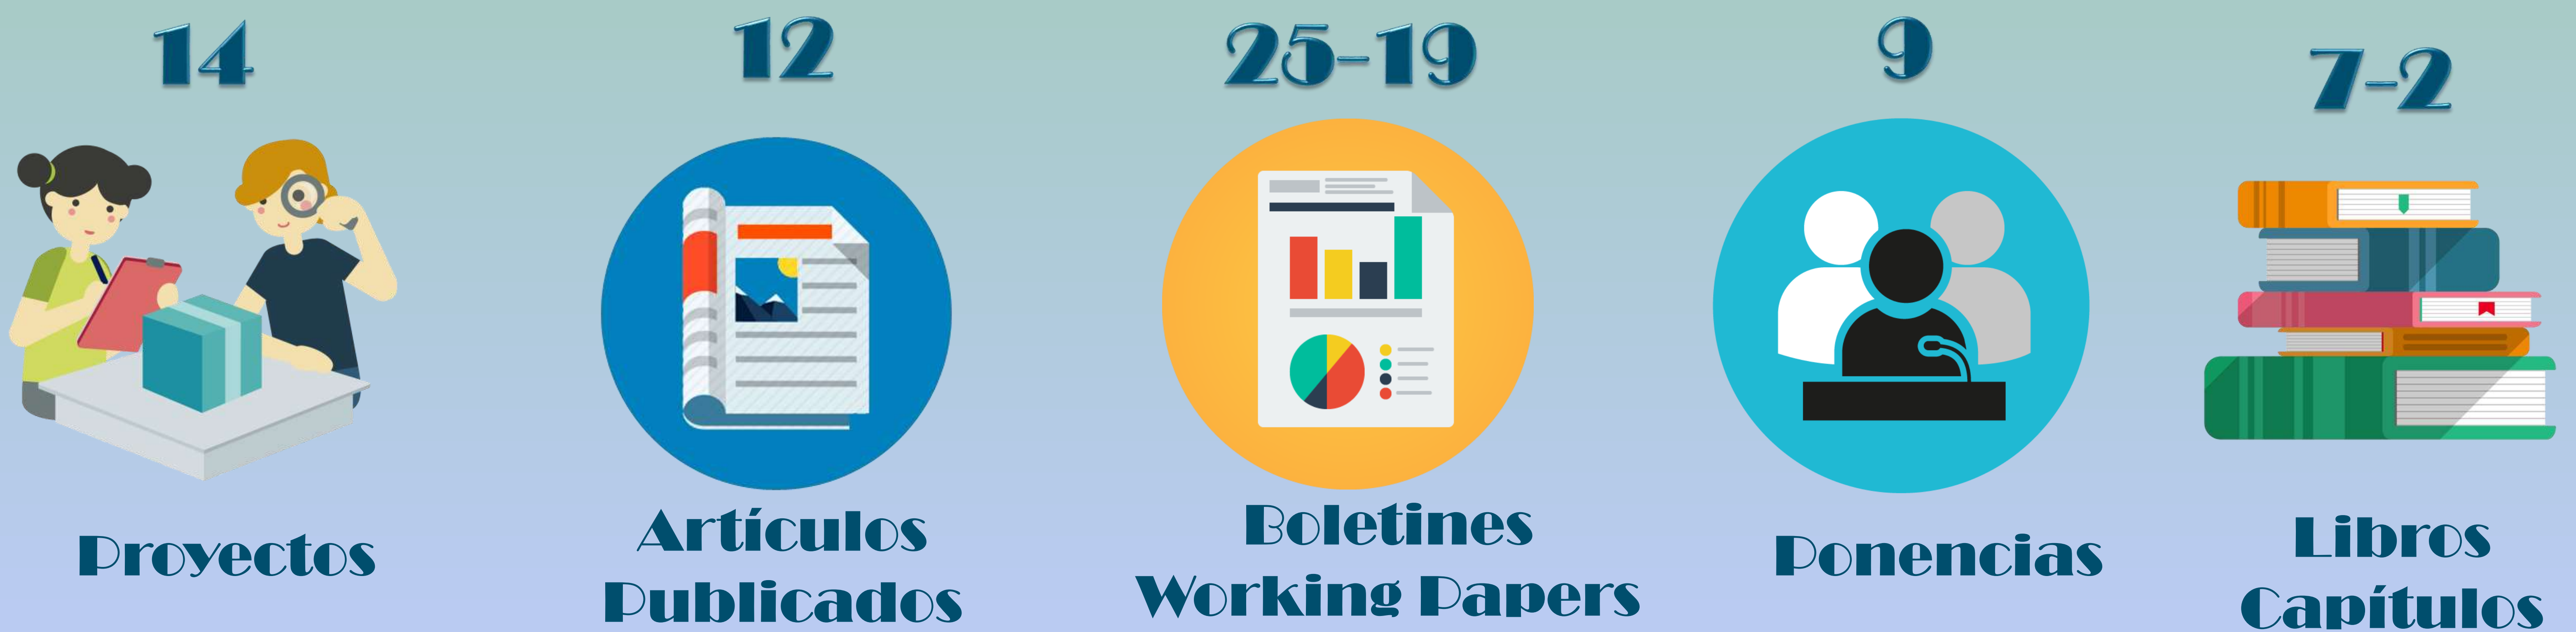 14
12
25-19
9
7-2
Proyectos
Artículos
Publicados
Boletines
Working Papers
Ponencias
Libros
Capítulos